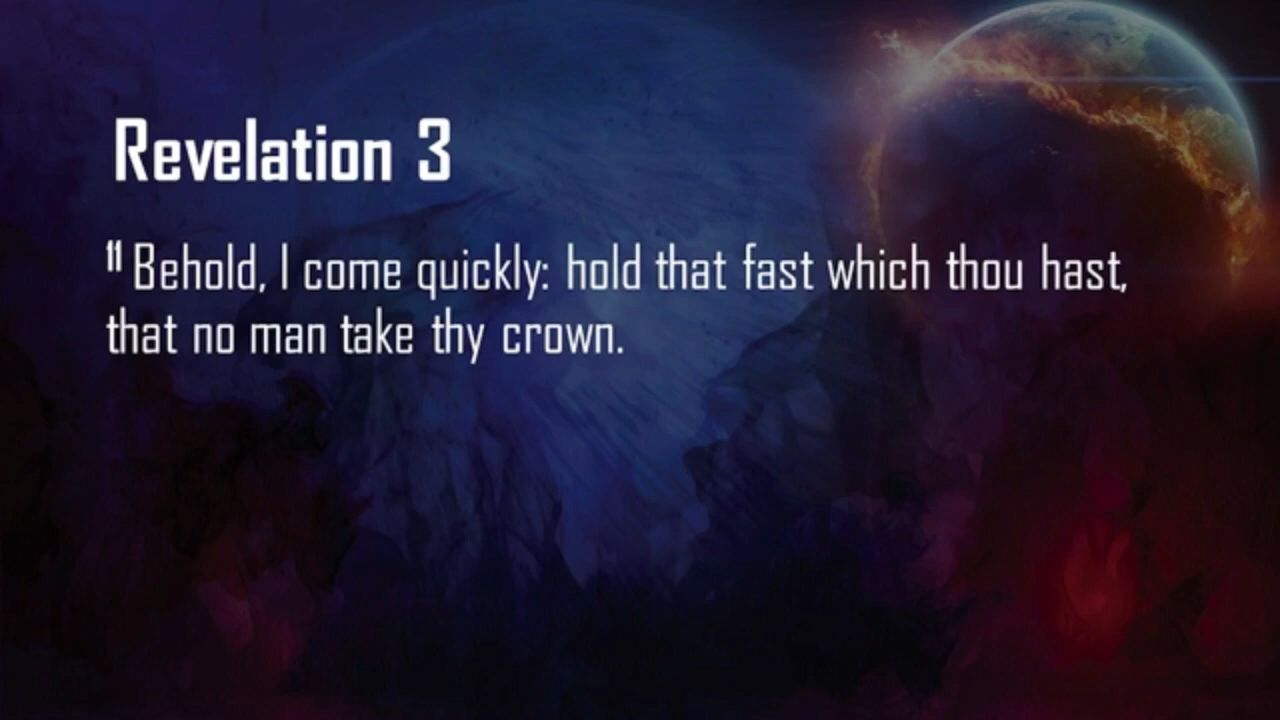 Revelation 3
11 Behold, I come quickly: hold that fast which thou hast,
that no man take thy crown.